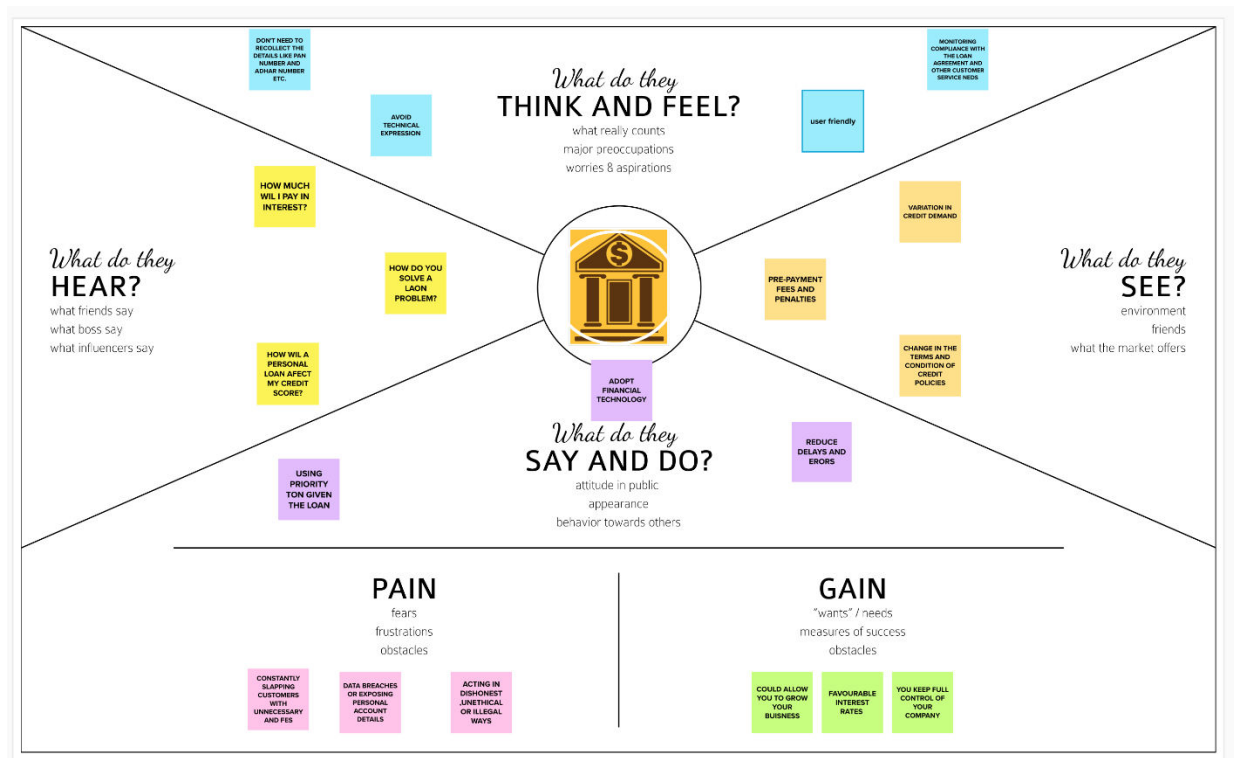 DON'T NEED TO
RECOLLECT THE
DETAILS LIKE PAN
NUMBER AND
ADHAR NUMBER
ETC.
AVOID
TECHNICAL
EXPRESSION
What do they
THINK AND FEEL?
what really counts
major preoccupations
worries & aspirations
user friendly
MONITORING
COMPLIANCE WITH
THE LOAN
AGREEMENT AND
OTHER CUSTOMER
SERVICE NEDS
HOW MUCH
WIL I PAY IN
INTEREST?
What do they
HEAR?
what friends say
what boss say
what influencers say
HOW DO YOU
SOLVE A
LAON
PROBLEM?
HOW WIL A
PERSONAL
LOAN AFECT
MY CREDIT
SCORE?
$
VARIATION IN
CREDIT DEMAND
PRE-PAYMENT
FEES AND
PENALTIES
What do they
SEE?
environment
friends
what the market offers
CHANGE IN THE
TERMS AND
CONDITION OF
CREDIT
POLICIES
ADOPT
FINANCIAL
TECHNOLOGY
What do they
SAY AND DO?
attitude in public
appearance
behavior towards others
USING
PRIORITY
TON GIVEN
THE LOAN
REDUCE
DELAYS AND
ERORS
PAIN
fears
frustrations
obstacles
CONSTANTLY
SLAPPING
CUSTOMERS
WITH
UNNECESSARY
AND FES
DATA BREACHES
OR EXPOSING
PERSONAL
ACCOUNT
DETAILS
ACTING IN
DISHONEST
,UNETHICAL
OR ILLEGAL
WAYS
GAIN
"wants" / needs
measures of success
obstacles
COULD ALLOW
YOU TO GROW
YOUR
BUISNESS
FAVOURABLE
INTEREST
RATES
YOU KEEP FULL
CONTROL OF
YOUR
COMPANY